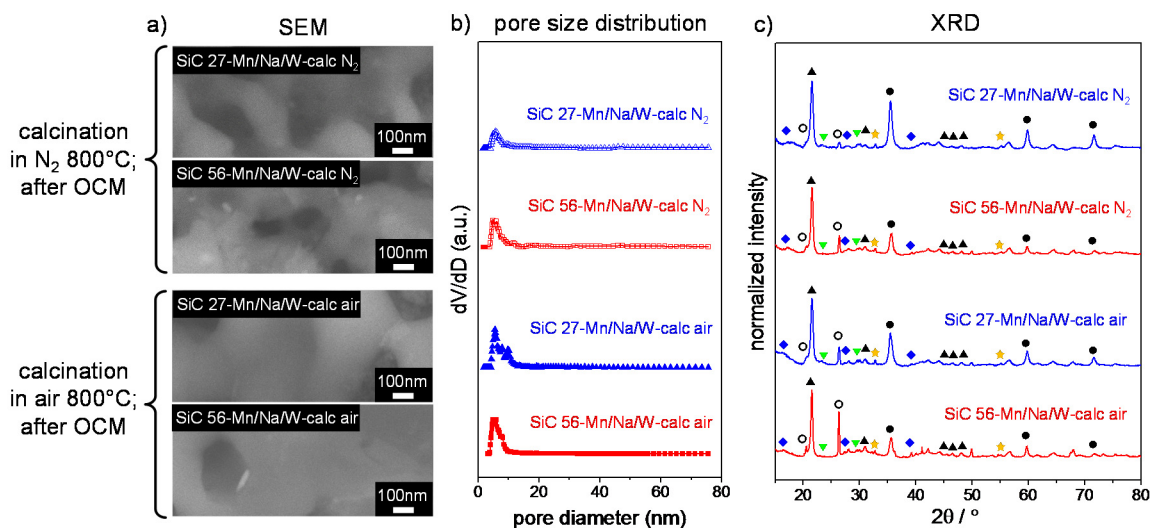 a)
SEM
b)
pore size distribution
c)
XRD
calcination
in N₂ 800°C;
after OCM
SiC 27-Mn/Na/W-calc N₂
100nm
SiC 56-Mn/Na/W-calc N₂
100nm
calcination
in air 800°C;
after OCM
SiC 27-Mn/Na/W-calc air
100nm
SiC 56-Mn/Na/W-calc air
100nm
dV/dD (a.u.)
SiC 27-Mn/Na/W-calc N₂
SiC 56-Mn/Na/W-calc N₂
SiC 27-Mn/Na/W-calc air
SiC 56-Mn/Na/W-calc air
0 20 40 60 80
pore diameter (nm)
normalized intensity
SiC 27-Mn/Na/W-calc N₂
SiC 56-Mn/Na/W-calc N₂
SiC 27-Mn/Na/W-calc air
SiC 56-Mn/Na/W-calc air
20 30 40 50 60 70 80
2θ / °